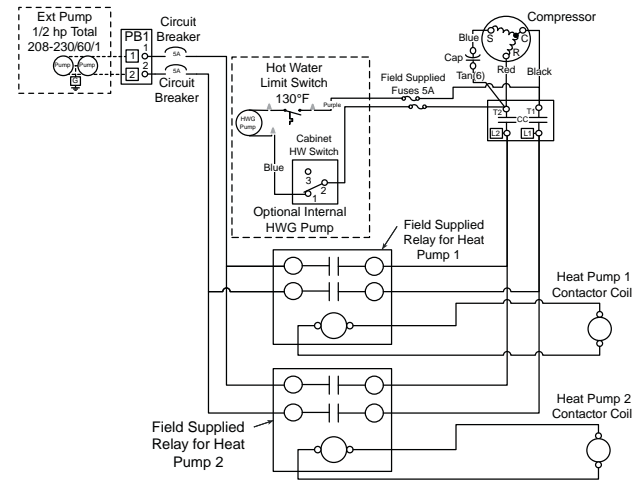 Ext Pump
1/2 hp Total
208-230/60/1
Pump
Pump
G
PB1
1
1
2
2
Circuit
Breaker
5A
5A
Circuit
Breaker
Hot Water
Limit Switch
130°F
HWG
Pump
Purple
Blue
Cabinet
HW Switch
3
2
1
Optional Internal
HWG Pump
Field Supplied
Fuses 5A
Compressor
Blue
S
C
R
Cap
Tan(6)
Red
Black
T2
T1
CC
L2
L1
Field Supplied
Relay for Heat
Pump 1
Heat Pump 1
Contactor Coil
Field Supplied
Relay for Heat
Pump 2
Heat Pump 2
Contactor Coil